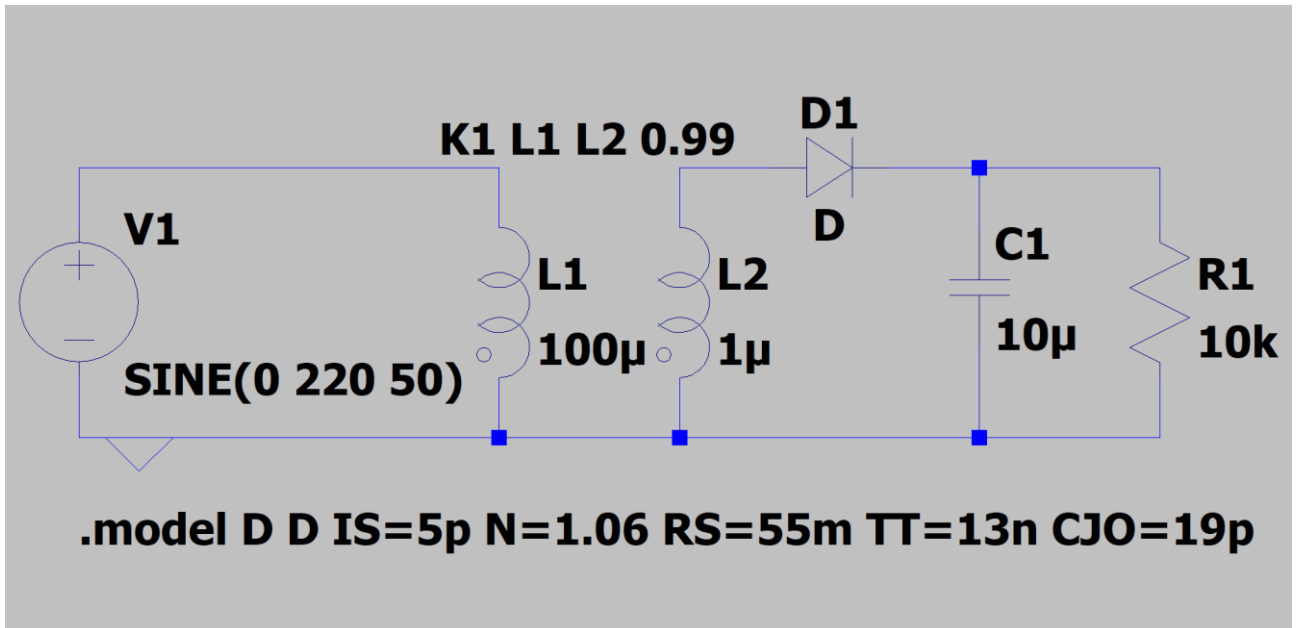 K1 L1 L2 0.99
D1
D
V1
SINE(0 220 50)
L1
100µ
L2
1µ
C1
10µ
R1
10k
.model D D IS=5p N=1.06 RS=55m TT=13n CJO=19p